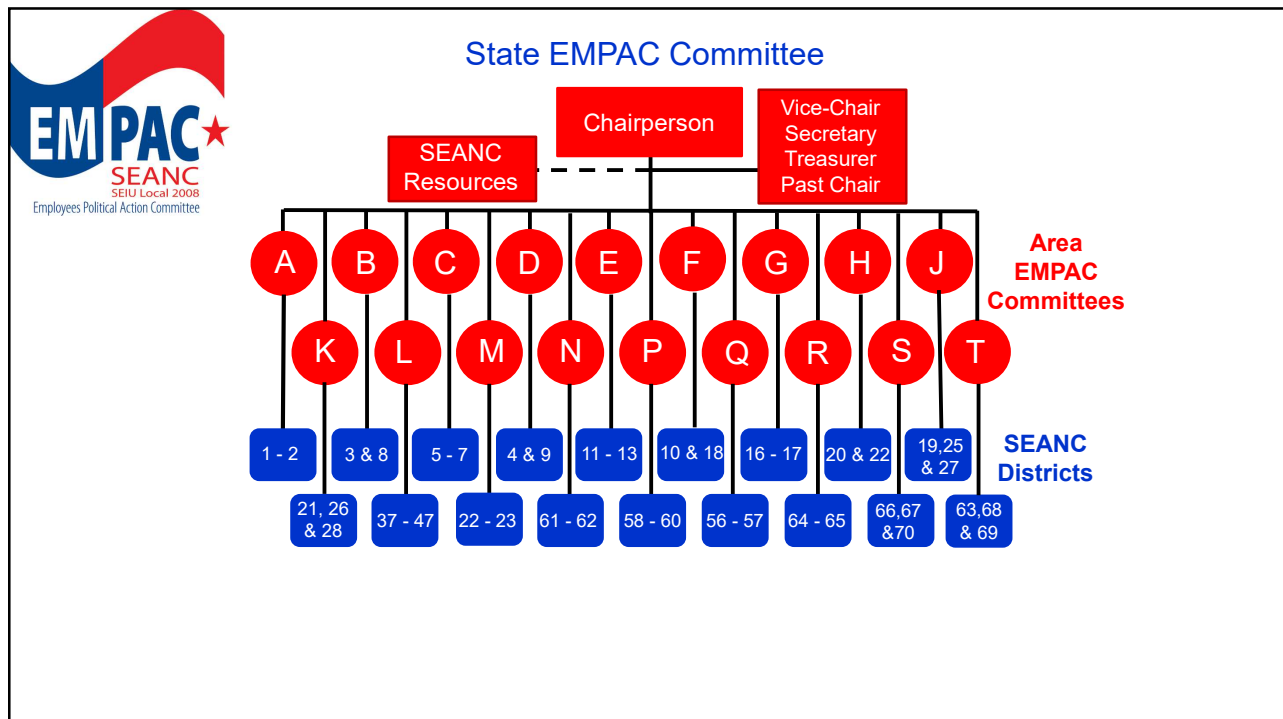 State EMPAC Committee
EMPAC
SEANC
SEIU Local 2008
Employees Political Action Committee
Chairperson
Vice-Chair
Secretary
Treasurer
Past Chair
SEANC
Resources
A
B
C
D
E
F
G
H
J
Area
EMPAC
Committees
K
L
M
N
P
Q
R
S
T
1 - 2
3 & 8
5 - 7
4 & 9
11 - 13
10 & 18
16 - 17
20 & 22
19,25
& 27
SEANC
Districts
21, 26
& 28
37 - 47
22 - 23
61 - 62
58 - 60
56 - 57
64 - 65
66,67
&70
63,68
& 69